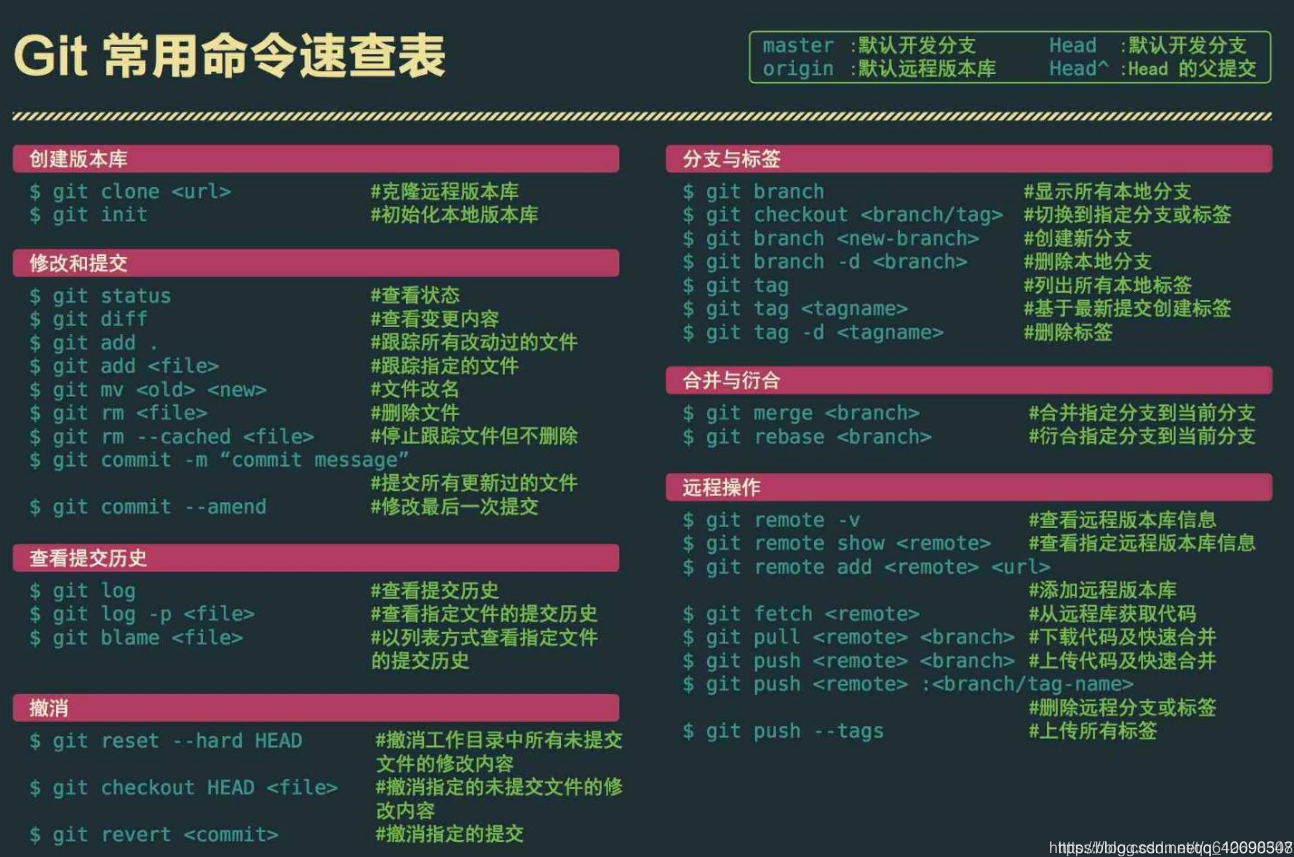 Git 常用命令速查表
master :默认开发分支 Head :默认开发分支
origin :默认远程版本库 Head^ :Head 的父提交
创建版本库
$ git clone <url> #克隆远程版本库
$ git init #初始化本地版本库
修改和提交
$ git status #查看状态
$ git diff #查看变更内容
$ git add . #跟踪所有改动过的文件
$ git add <file> #跟踪指定的文件
$ git mv <old> <new> #文件改名
$ git rm <file> #删除文件
$ git rm --cached <file> #停止跟踪文件但不删除
$ git commit -m “commit message”
#提交所有更新过的文件
$ git commit --amend #修改最后一次提交
查看提交历史
$ git log #查看提交历史
$ git log -p <file> #查看指定文件的提交历史
$ git blame <file> #以列表方式查看指定文件
的提交历史
撤消
$ git reset --hard HEAD #撤消工作目录中所有未提交
文件的修改内容
$ git checkout HEAD <file> #撤消指定的未提交文件的修
改内容
$ git revert <commit> #撤消指定的提交
分支与标签
$ git branch #显示所有本地分支
$ git checkout <branch/tag> #切换到指定分支或标签
$ git branch <new-branch> #创建新分支
$ git branch -d <branch> #删除本地分支
$ git tag #列出所有本地标签
$ git tag <tagname> #基于最新提交创建标签
$ git tag -d <tagname> #删除标签
合并与衍合
$ git merge <branch> #合并指定分支到当前分支
$ git rebase <branch> #衍合指定分支到当前分支
远程操作
$ git remote -v #查看远程版本库信息
$ git remote show <remote> #查看指定远程版本库信息
$ git remote add <remote> <url>
#添加远程版本库
$ git fetch <remote> #从远程库获取代码
$ git pull <remote> <branch> #下载代码及快速合并
$ git push <remote> <branch> #上传代码及快速合并
$ git push <remote> :<branch/tag-name>
#删除远程分支或标签
$ git push --tags #上传所有标签